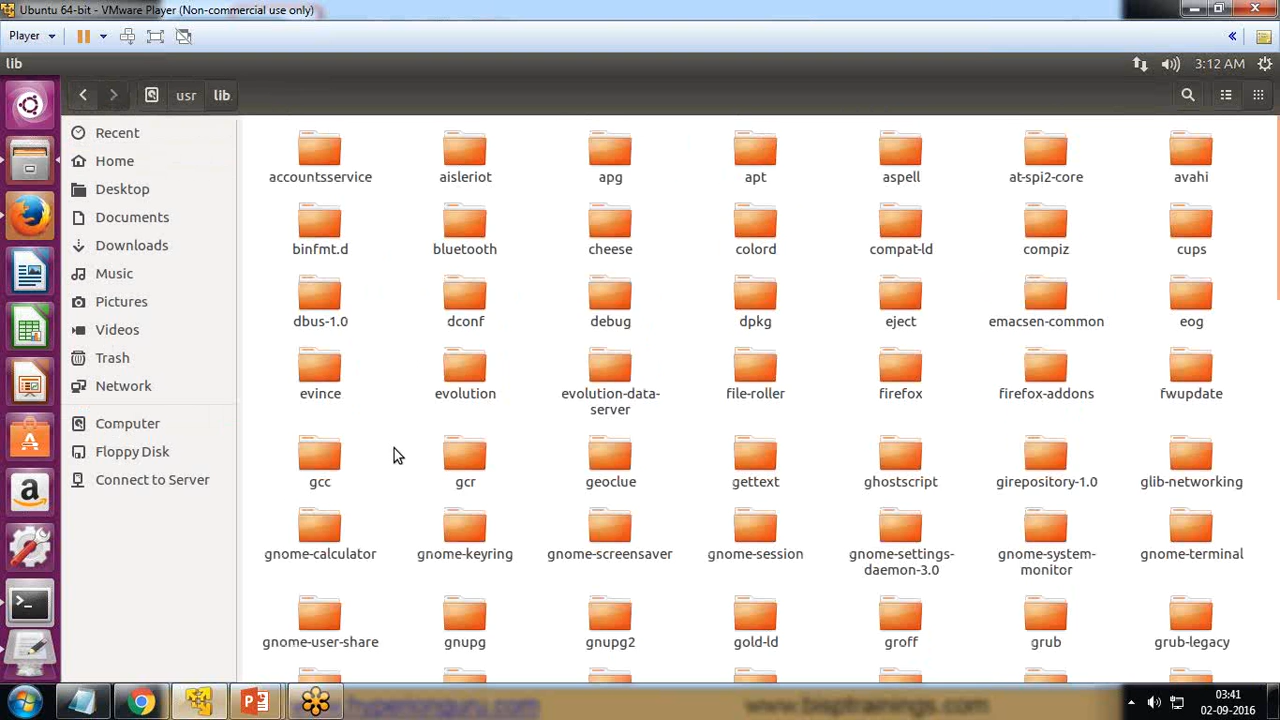 Ubuntu 64-bit - VMware Player (Non-commercial use only)
Player
lib
3:12 AM
usr
lib
Recent
Home
Desktop
Documents
Downloads
Music
Pictures
Videos
Trash
Network
Computer
Floppy Disk
Connect to Server
accountsservice
aisleriot
apg
apt
aspell
at-spi2-core
avahi
binfmt.d
bluetooth
cheese
colord
compat-ld
compiz
cups
dbus-1.0
dconf
debug
dpkg
eject
emacsen-common
eog
evince
evolution
evolution-data-
server
file-roller
firefox
firefox-addons
fwupdate
gcc
gcr
geoclue
gettext
ghostscript
girepository-1.0
glib-networking
gnome-calculator
gnome-keyring
gnome-screensaver
gnome-session
gnome-settings-
daemon-3.0
gnome-system-
monitor
gnome-terminal
gnome-user-share
gnupg
gnupg2
gold-ld
groff
grub
grub-legacy
03:41
02-09-2016